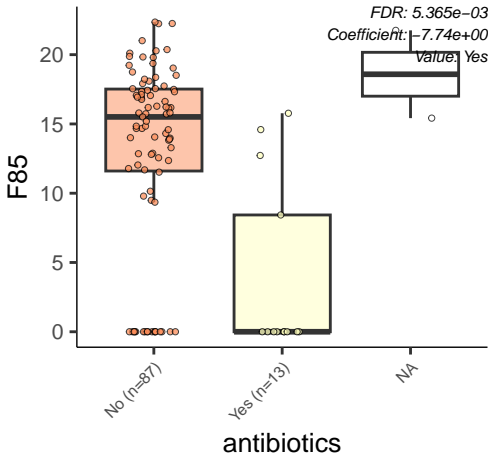 FDR: 5.365e−03
Coefficient: −7.74e+00
Value: Yes
F85
20
15
10
5
0
No (n=87)
Yes (n=13)
NA
antibiotics